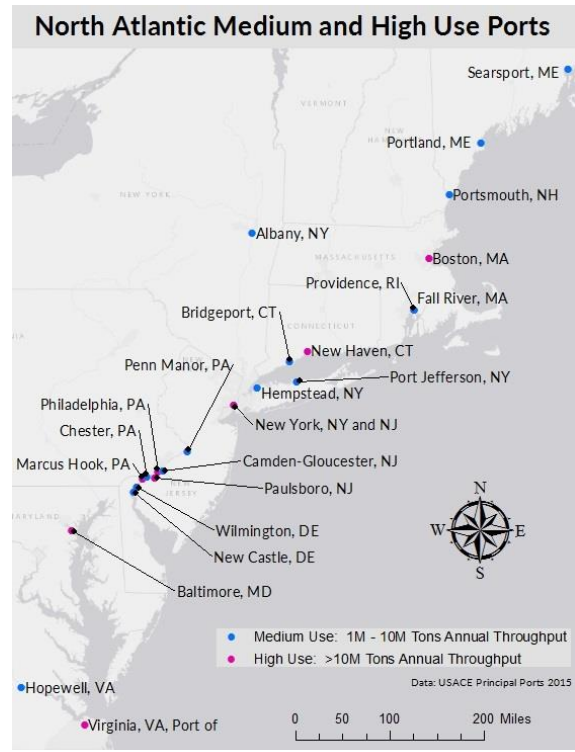 North Atlantic Medium and High Use Ports
Searsport, ME
VERMONT
Portland, ME
NEW
Portsmouth, NH
NEW YORK
Albany, NY
MASSACHUSETTS
Boston, MA
Providence, RI
Fall River, MA
Bridgeport, CT
CONNECTICUT
New Haven, CT
Penn Manor, PA
Port Jefferson, NY
Hempstead, NY
Philadelphia, PA
New York, NY and NJ
Chester, PA
Marcus Hook, PA
Camden-Gloucester, NJ
NEW
JERSEY
Paulsboro, NJ
MARYLAND
Wilmington, DE
New Castle, DE
N
W
E
S
Baltimore, MD
Medium Use: 1M - 10M Tons Annual Throughput
High Use: >10M Tons Annual Throughput
Data: USACE Principal Ports 2015
Hopewell, VA
Virginia, VA, Port of
0 50 100 200 Miles